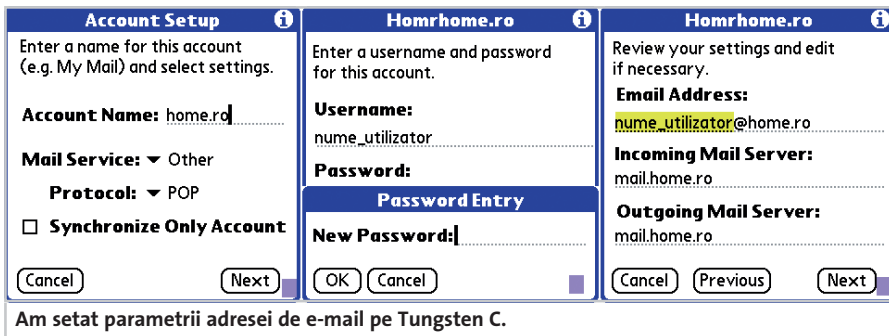 Account Setup
Enter a name for this account
(e.g. My Mail) and select settings.
Account Name: home.ro
Mail Service: Other
Protocol: POP
Synchronize Only Account
Cancel
Next
Homrhome.ro
Enter a username and password
for this account.
Username:
nume_utilizator
Password:
Password Entry
New Password:
OK
Cancel
Homrhome.ro
Review your settings and edit
if necessary.
Email Address:
nume_utilizator@home.ro
Incoming Mail Server:
mail.home.ro
Outgoing Mail Server:
mail.home.ro
Cancel
Previous
Next
Am setat parametrii adresei de e-mail pe Tungsten C.